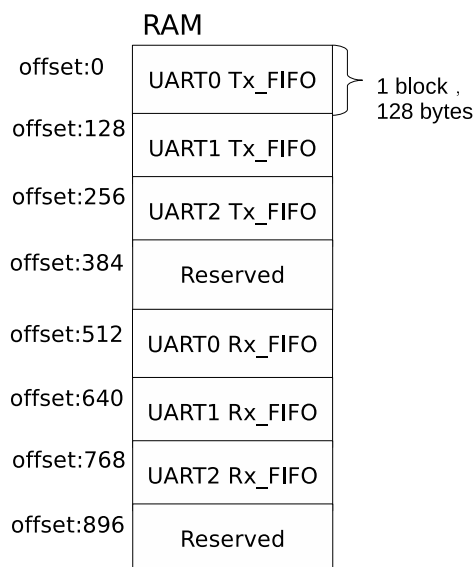 RAM
offset:0
UART0 Tx_FIFO
1 block ,
128 bytes
offset:128
UART1 Tx_FIFO
offset:256
UART2 Tx_FIFO
offset:384
Reserved
offset:512
UART0 Rx_FIFO
offset:640
UART1 Rx_FIFO
offset:768
UART2 Rx_FIFO
offset:896
Reserved